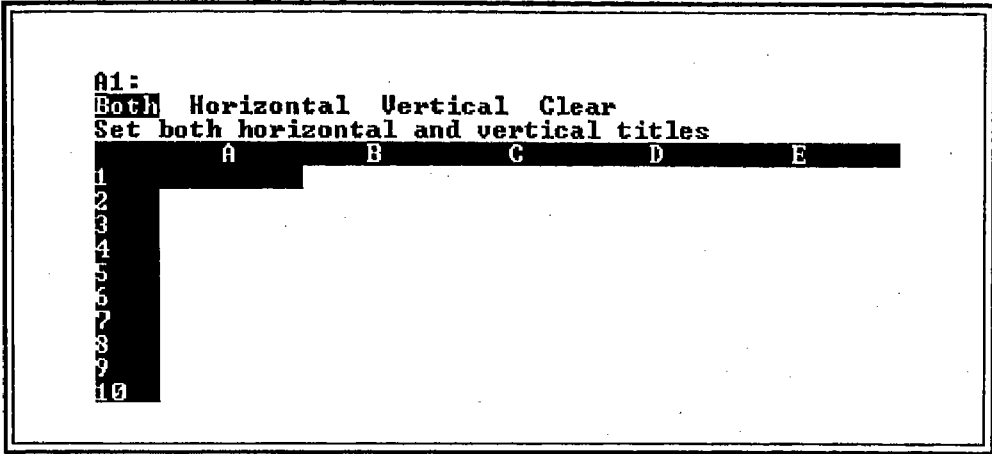 A1:
Both Horizontal Vertical Clear
Set both horizontal and vertical titles
A B C D E
1
2
3
4
5
6
7
8
9
10